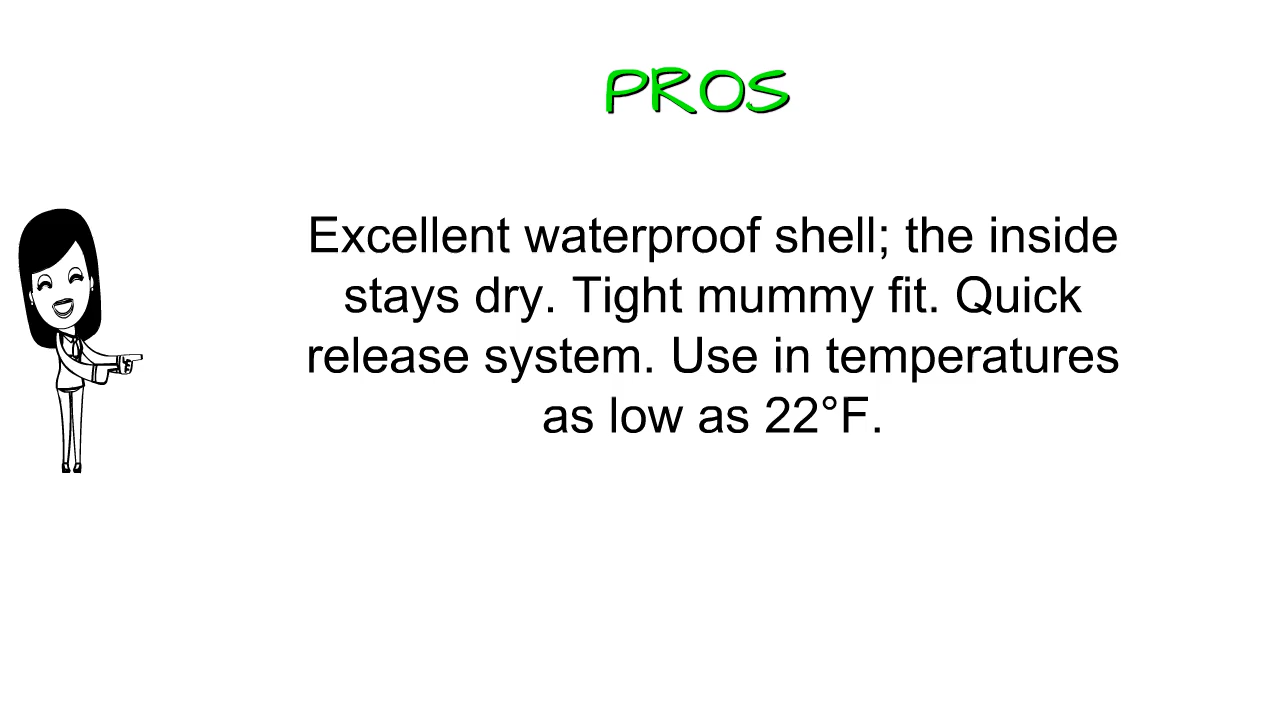 PROS
Excellent waterproof shell; the inside
stays dry. Tight mummy fit. Quick
release system. Use in temperatures
as low as 22°F.